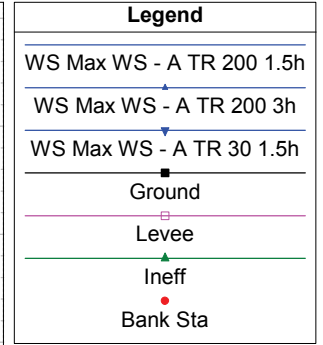 Legend
WS Max WS - A TR 200 1.5h
WS Max WS - A TR 200 3h
WS Max WS - A TR 30 1.5h
Ground
Levee
Ineff
Bank Sta